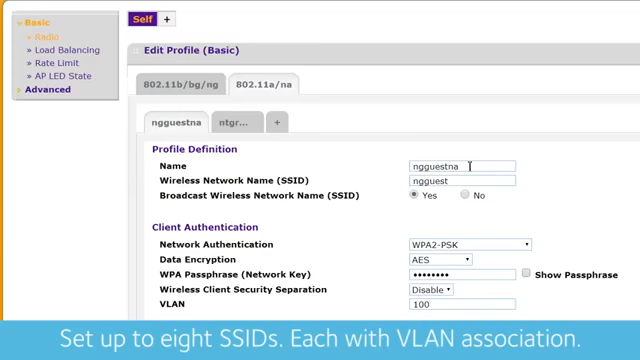 Basic
Radio
Load Balancing
Rate Limit
AP LED State
Advanced
Self +
Edit Profile (Basic)
802.11b/bg/ng 802.11a/na
ngguestna ntgr... +
Profile Definition
Name ngguestna
Wireless Network Name (SSID) ngguest
Broadcast Wireless Network Name (SSID) Yes No
Client Authentication
Network Authentication WPA2-PSK
Data Encryption AES
WPA Passphrase (Network Key) •••••••• Show Passphrase
Wireless Client Security Separation Disable
VLAN 100
Set up to eight SSIDs. Each with VLAN association.